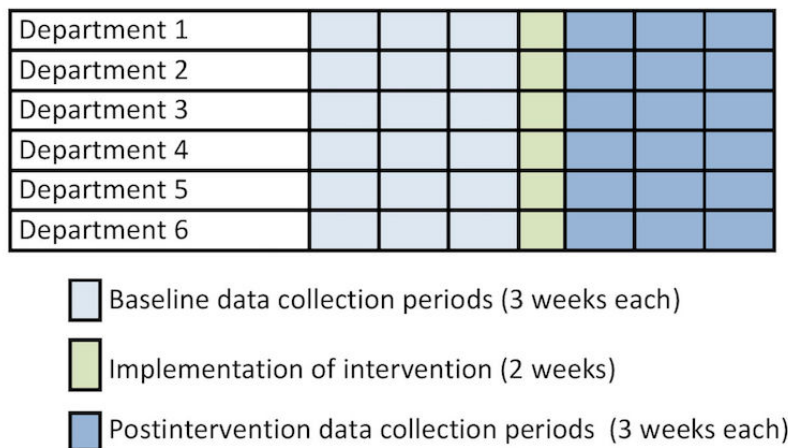 Department 1
Department 2
Department 3
Department 4
Department 5
Department 6
Baseline data collection periods (3 weeks each)
Implementation of intervention (2 weeks)
Postintervention data collection periods (3 weeks each)